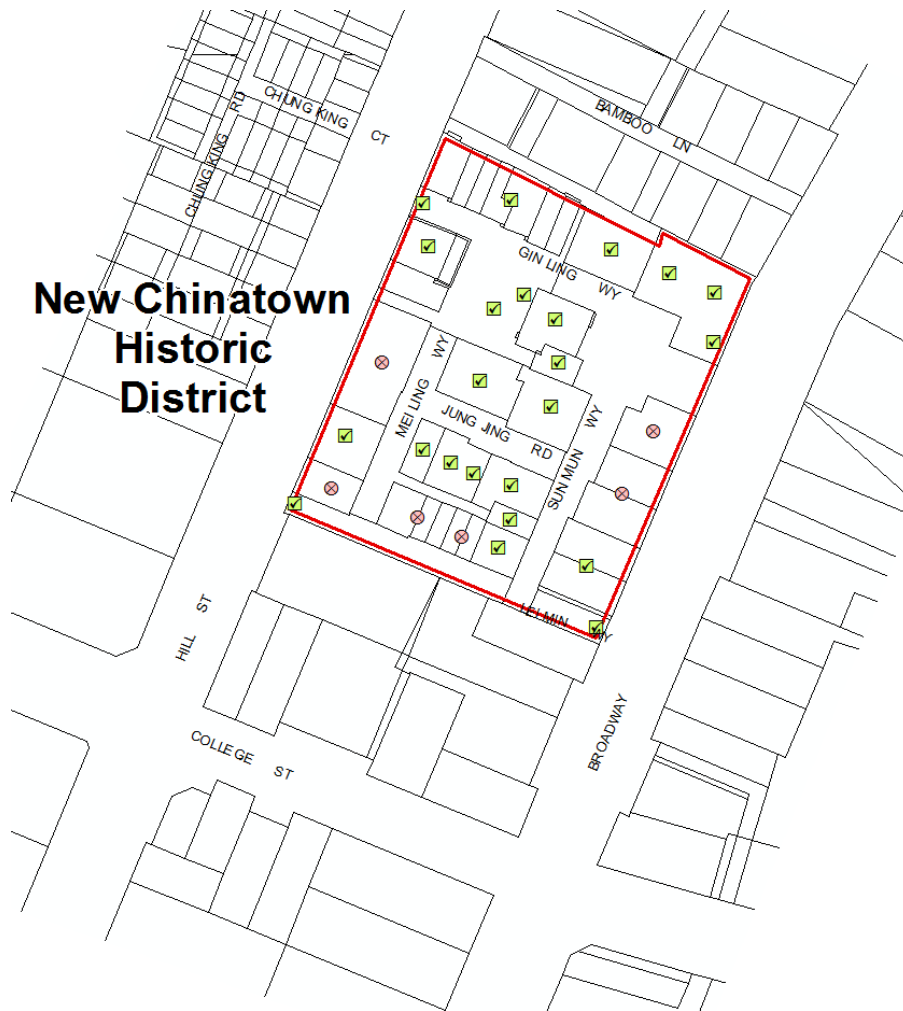 BAMBOO LN
CHUNG KING CT
CHUNG KING RD
New Chinatown
Historic
District
GIN LING WY
MEI LING WY
JUNG JING RD
SUN MUN WY
LEI MIN WY
HILL ST
BROADWAY
COLLEGE ST